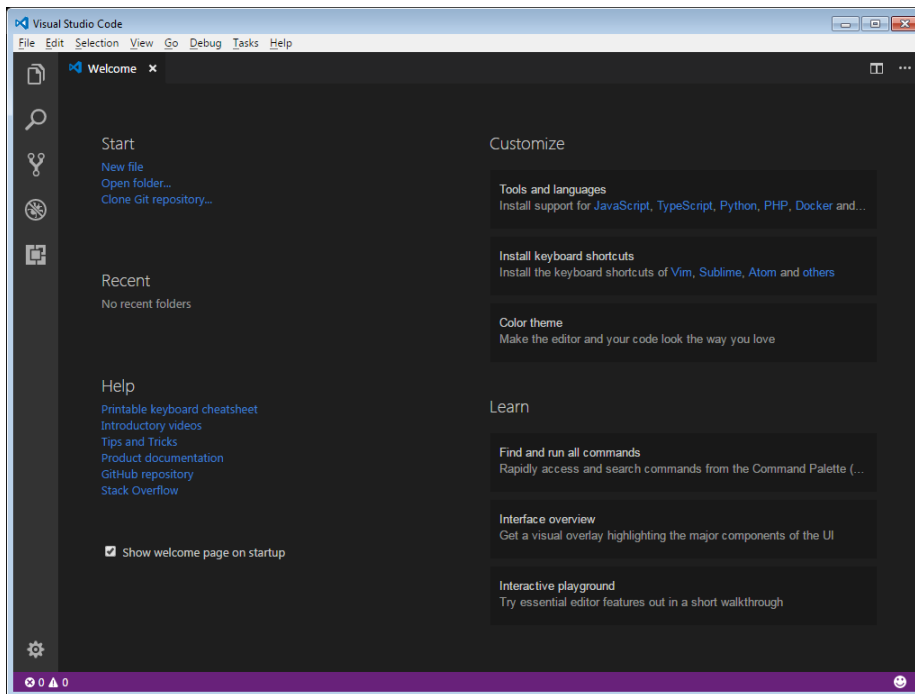 Visual Studio Code
File Edit Selection View Go Debug Tasks Help
Welcome
Start
New file
Open folder...
Clone Git repository...
Recent
No recent folders
Help
Printable keyboard cheatsheet
Introductory videos
Tips and Tricks
Product documentation
GitHub repository
Stack Overflow
Show welcome page on startup
Customize
Tools and languages
Install support for JavaScript, TypeScript, Python, PHP, Docker and...
Install keyboard shortcuts
Install the keyboard shortcuts of Vim, Sublime, Atom and others
Color theme
Make the editor and your code look the way you love
Learn
Find and run all commands
Rapidly access and search commands from the Command Palette (...
Interface overview
Get a visual overlay highlighting the major components of the UI
Interactive playground
Try essential editor features out in a short walkthrough
0 0